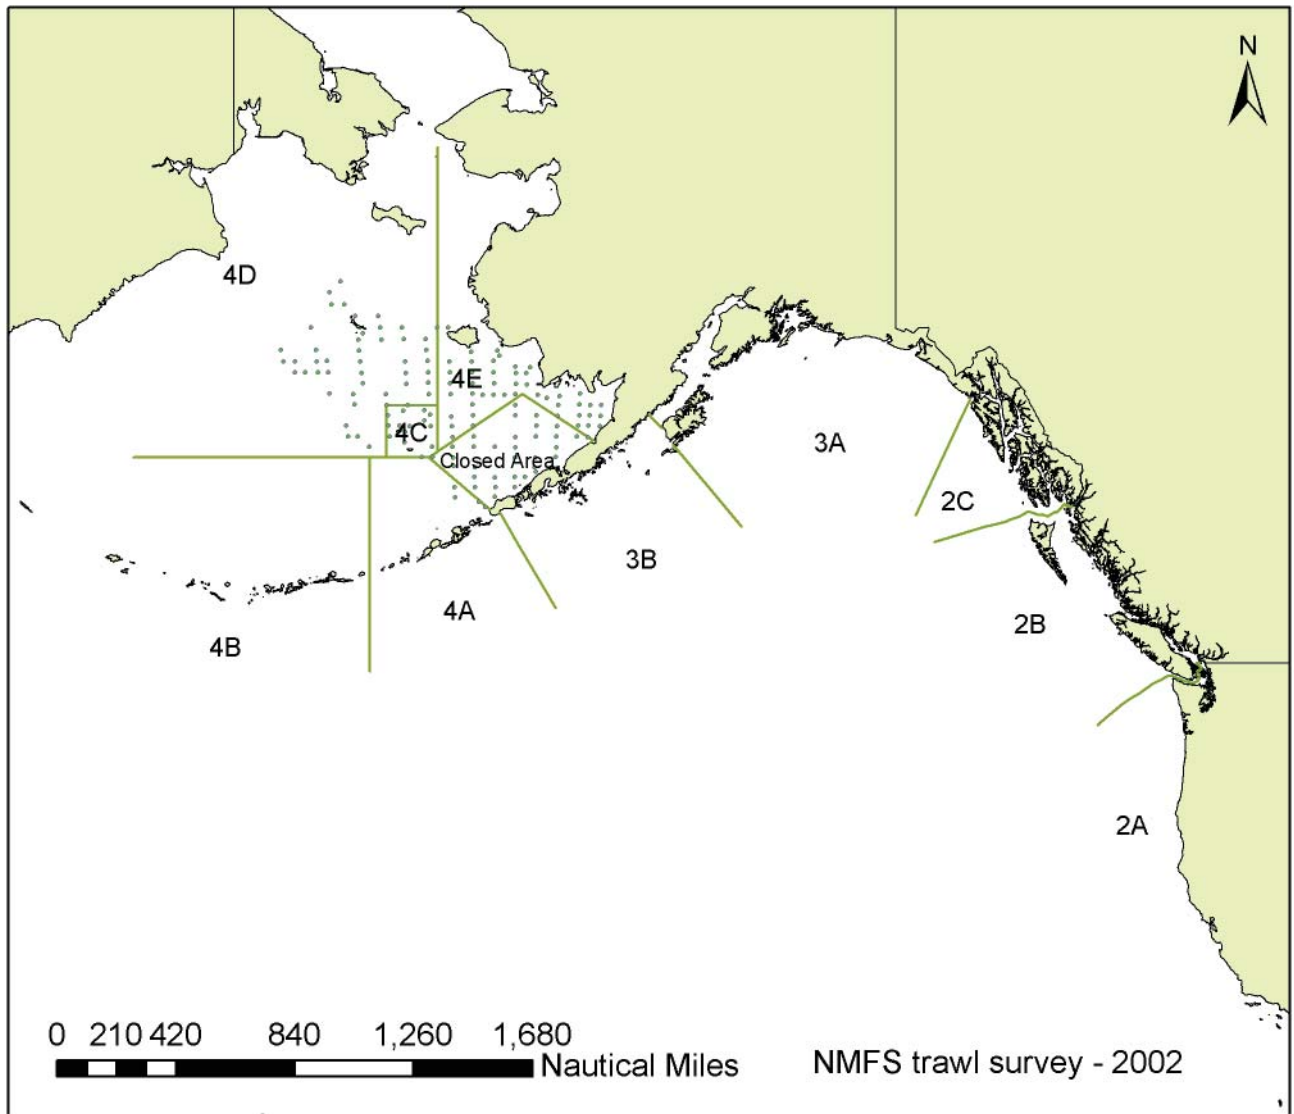 N
4D
4E
4C
Closed Area
3A
2C
3B
4A
2B
4B
2A
0 210 420 840 1,260 1,680
Nautical Miles
NMFS trawl survey - 2002